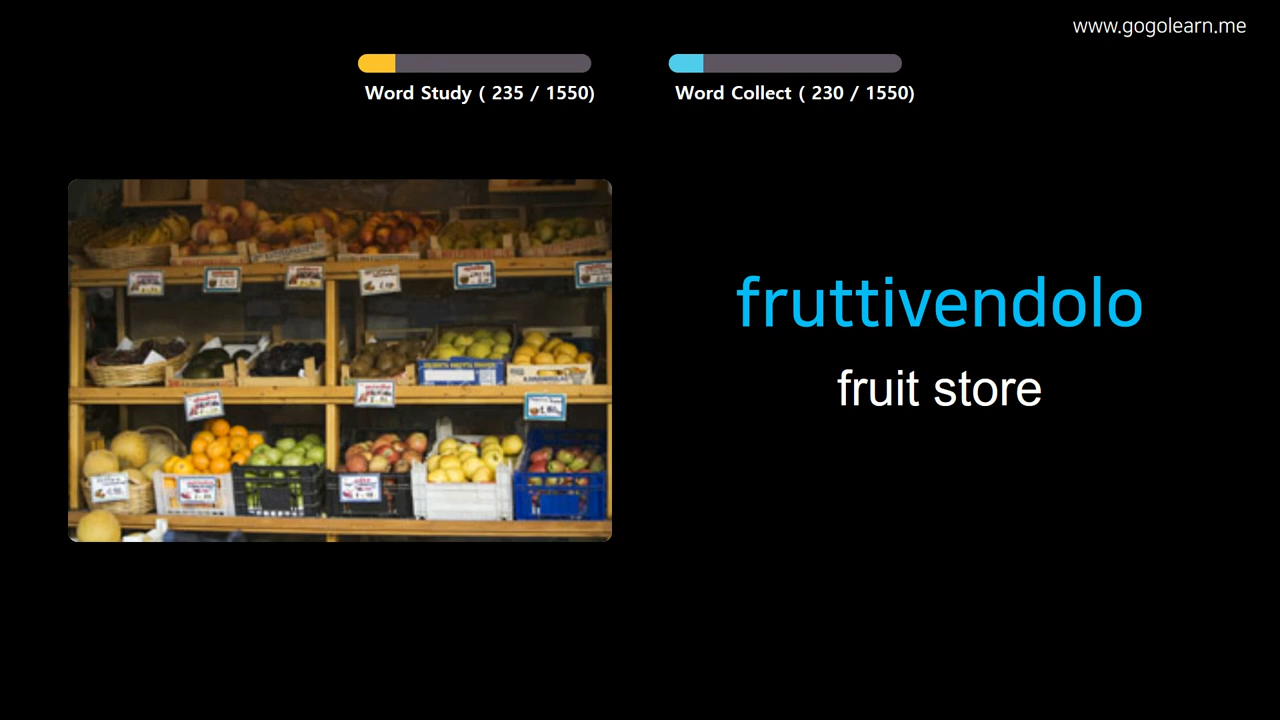 www.gogolearn.me
Word Study ( 235 / 1550)
Word Collect ( 230 / 1550)
fruttivendolo
fruit store